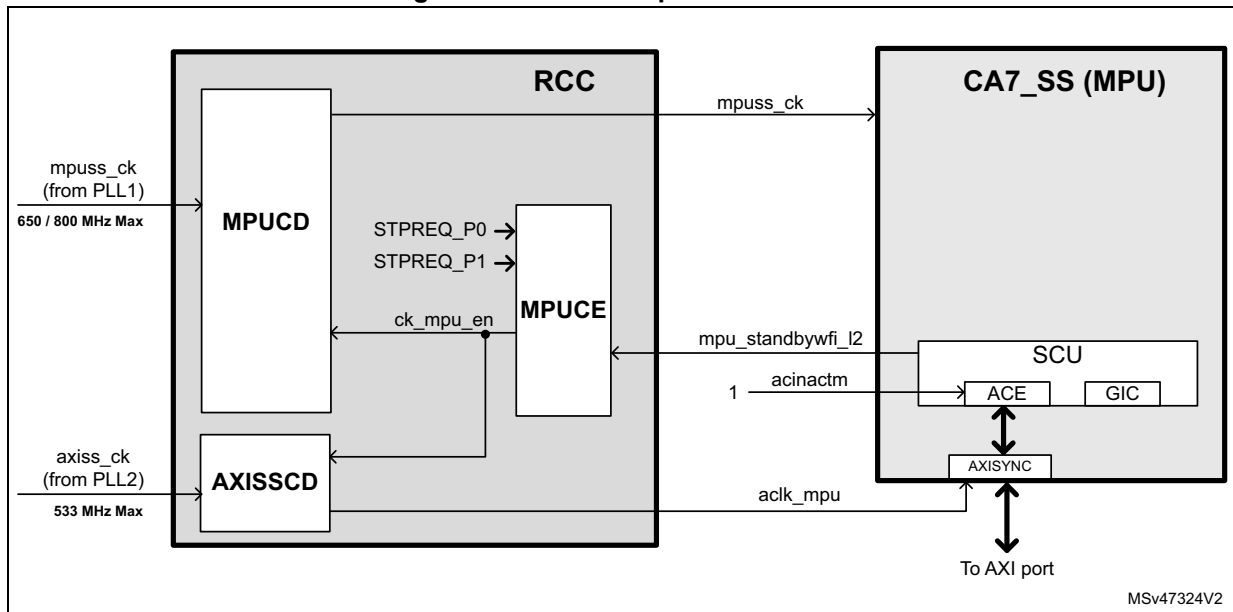 RCC
CA7_SS (MPU)
mpuss_ck
mpuss_ck
(from PLL1)
650 / 800 MHz Max
MPUCD
STPREQ_P0
STPREQ_P1
MPUCE
ck_mpu_en
mpu_standbywfi_l2
SCU
1
acinactm
ACE
GIC
axiss_ck
(from PLL2)
533 MHz Max
AXISSCD
AXISYNC
aclk_mpu
To AXI port
MSv47324V2